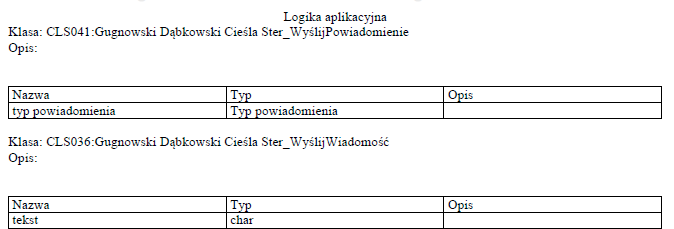 Logika aplikacyjna
Klasa: CLS041:Gugnowski Dąbkowski Cieśla Ster_WyślijPowiadomienie
Opis:
Nazwa Typ Opis
typ powiadomienia Typ powiadomienia
Klasa: CLS036:Gugnowski Dąbkowski Cieśla Ster_WyślijWiadomość
Opis:
Nazwa Typ Opis
tekst char